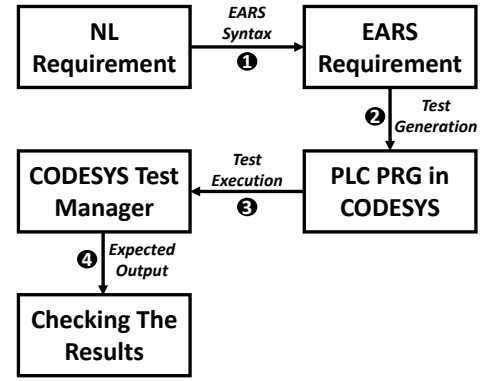 NL
Requirement
EARS
Syntax
❶
EARS
Requirement
❷
Test
Generation
PLC PRG in
CODESYS
Test
Execution
❸
CODESYS Test
Manager
❹
Expected
Output
Checking The
Results